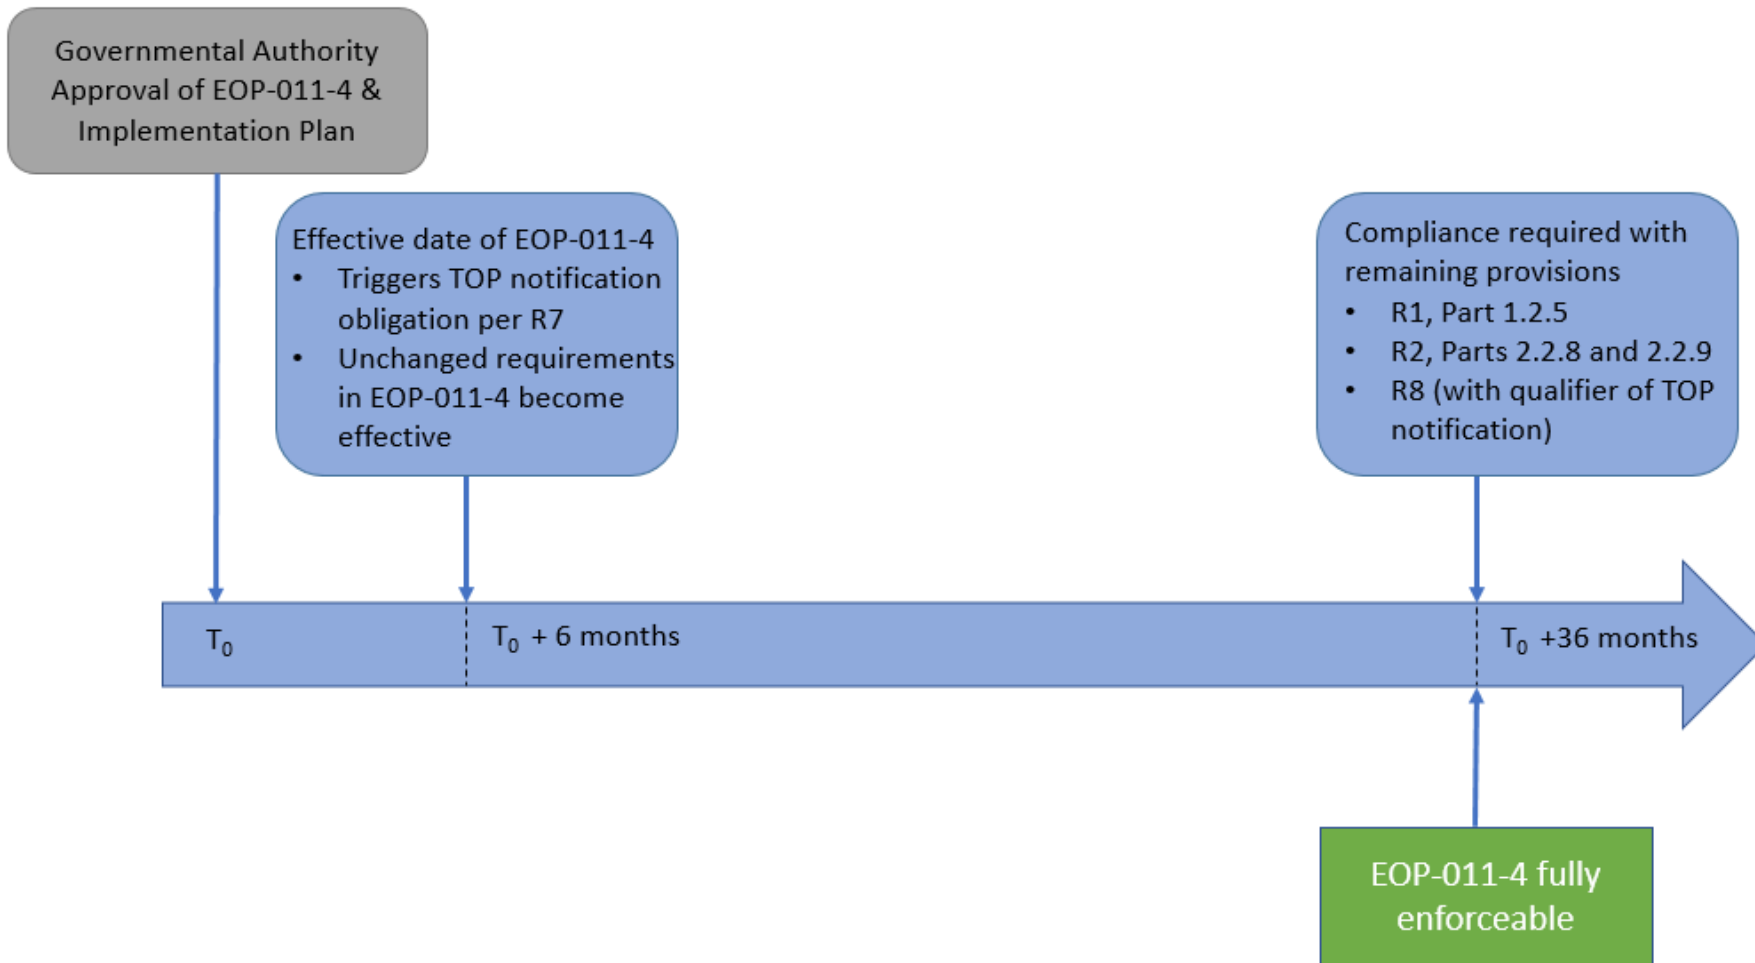 Governmental Authority
Approval of EOP-011-4 &
Implementation Plan
Effective date of EOP-011-4
• Triggers TOP notification
obligation per R7
• Unchanged requirements
in EOP-011-4 become
effective
Compliance required with
remaining provisions
• R1, Part 1.2.5
• R2, Parts 2.2.8 and 2.2.9
• R8 (with qualifier of TOP
notification)
T₀
T₀ + 6 months
T₀ +36 months
EOP-011-4 fully
enforceable